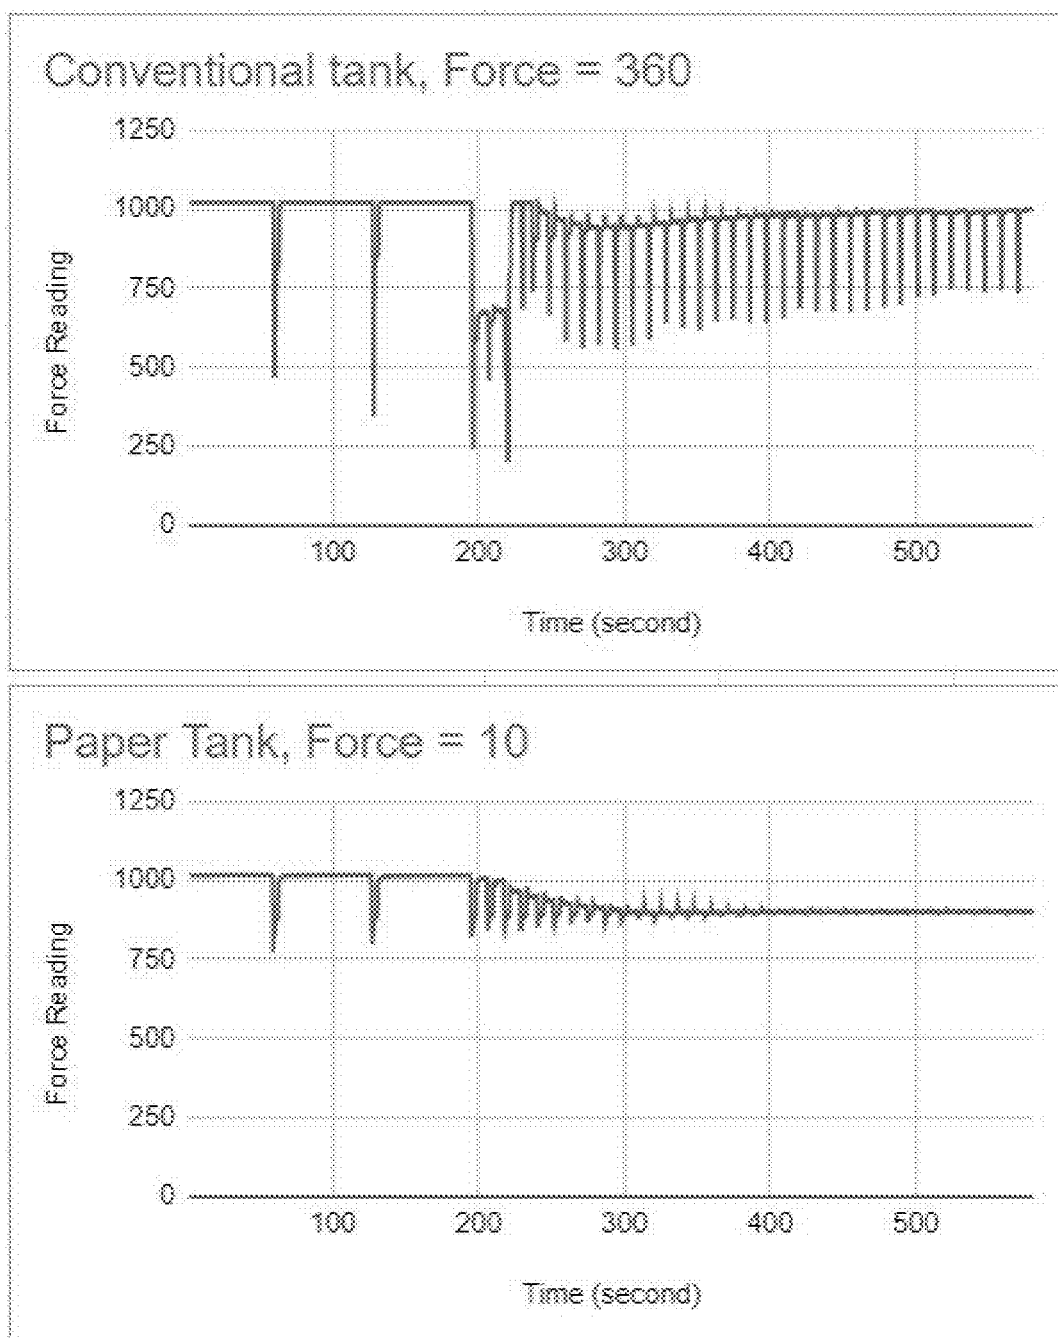 Conventional tank, Force = 360
1250
1000
750
500
250
0
Force Reading
100 200 300 400 500
Time (second)
Paper Tank, Force = 10
1250
1000
750
500
250
0
Force Reading
100 200 300 400 500
Time (second)